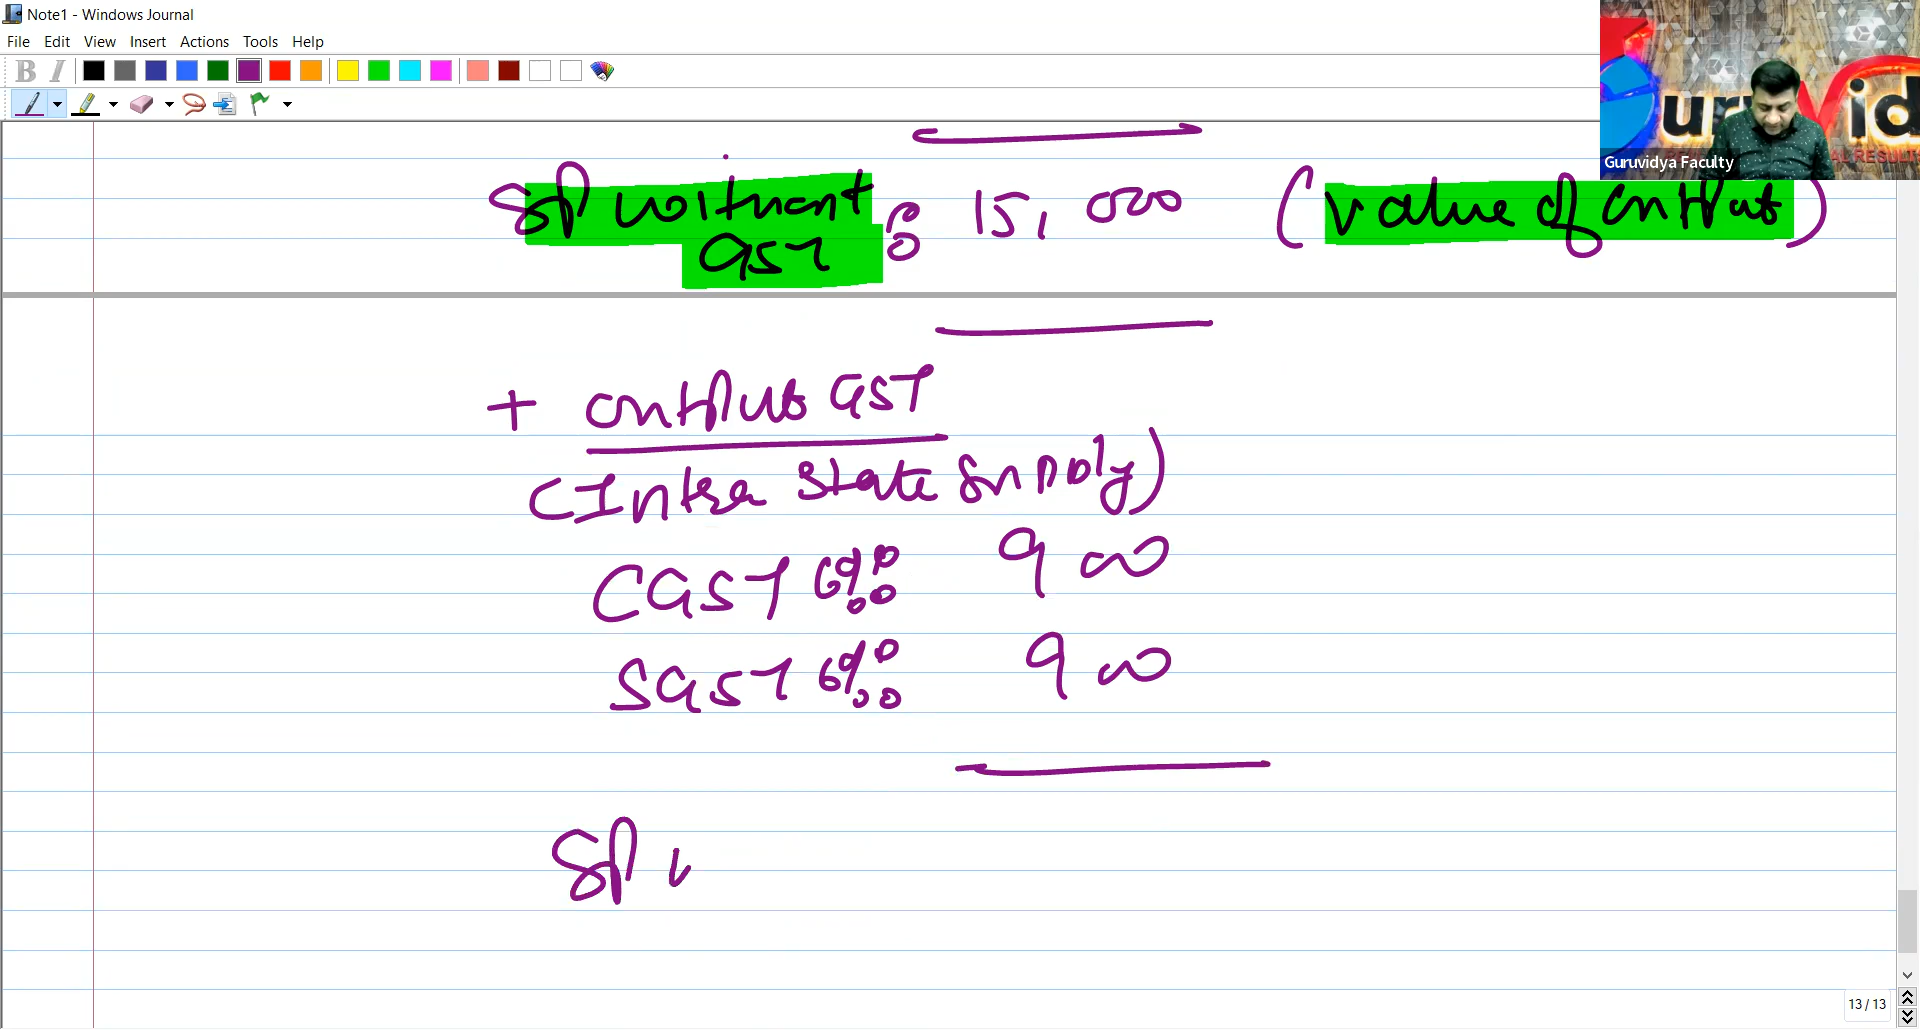 Note1 - Windows Journal
File Edit View Insert Actions Tools Help
B I
Guruvidya Faculty
SP without : 15,000 (Value of output)
GST
+ output GST
(Intra State Supply)
CGST 6% : 900
SGST 6% : 900
SP
13 / 13